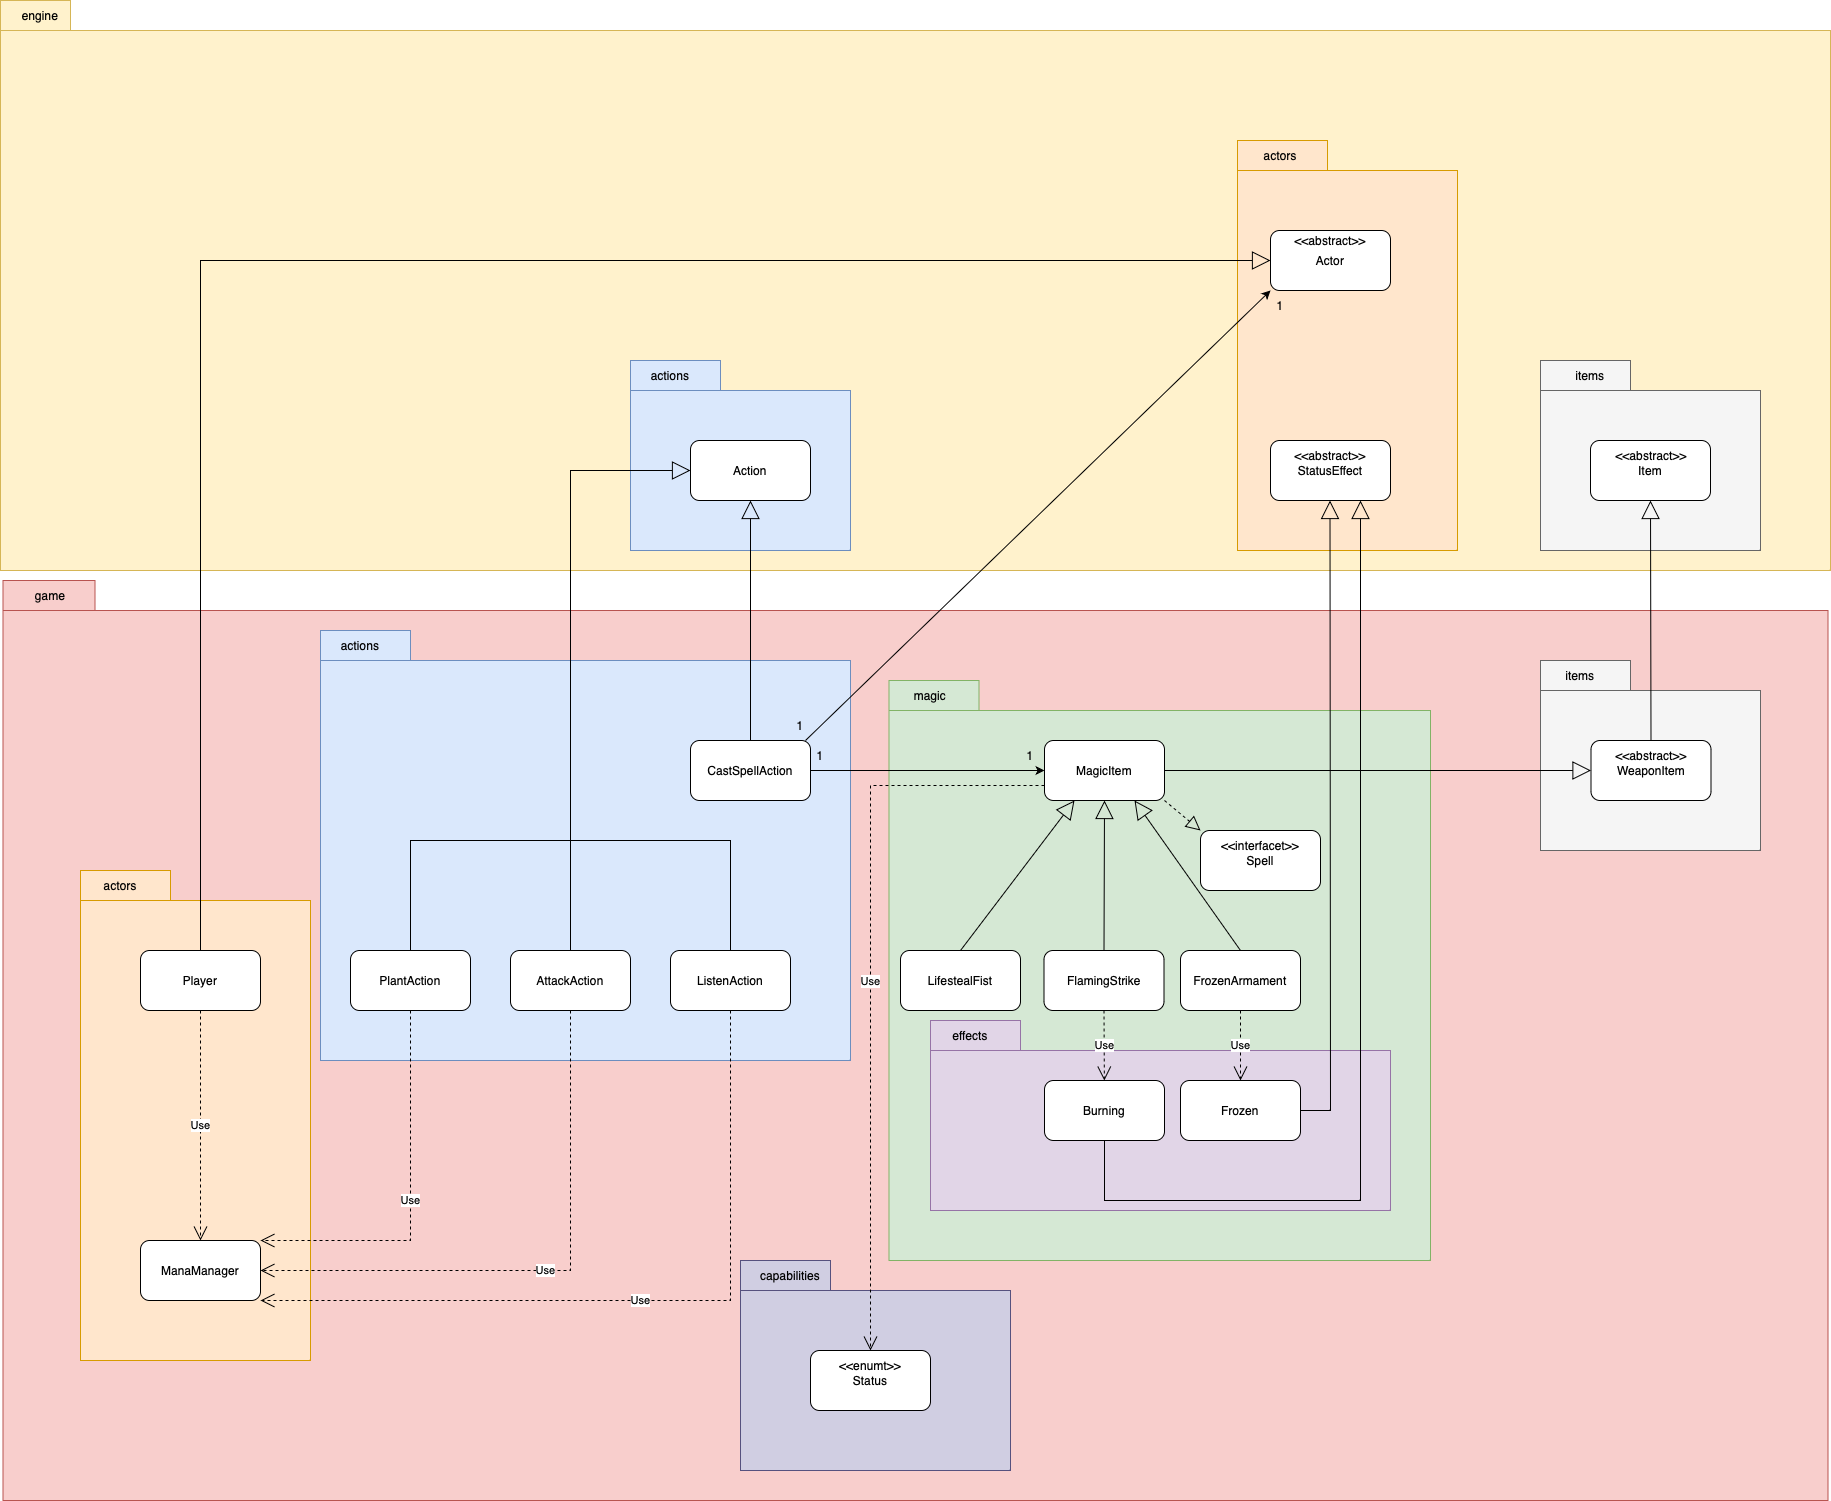 engine
actors
<<abstract>>
Actor
1
actions
items
Action
<<abstract>>
StatusEffect
<<abstract>>
Item
game
actions
items
magic
1
CastSpellAction
1
1
MagicItem
<<abstract>>
WeaponItem
<<interfacet>>
Spell
actors
Player
PlantAction
AttackAction
ListenAction
Use
LifestealFist
FlamingStrike
FrozenArmament
effects
Use
Use
Burning
Frozen
Use
Use
ManaManager
Use
Use
capabilities
<<enumt>>
Status